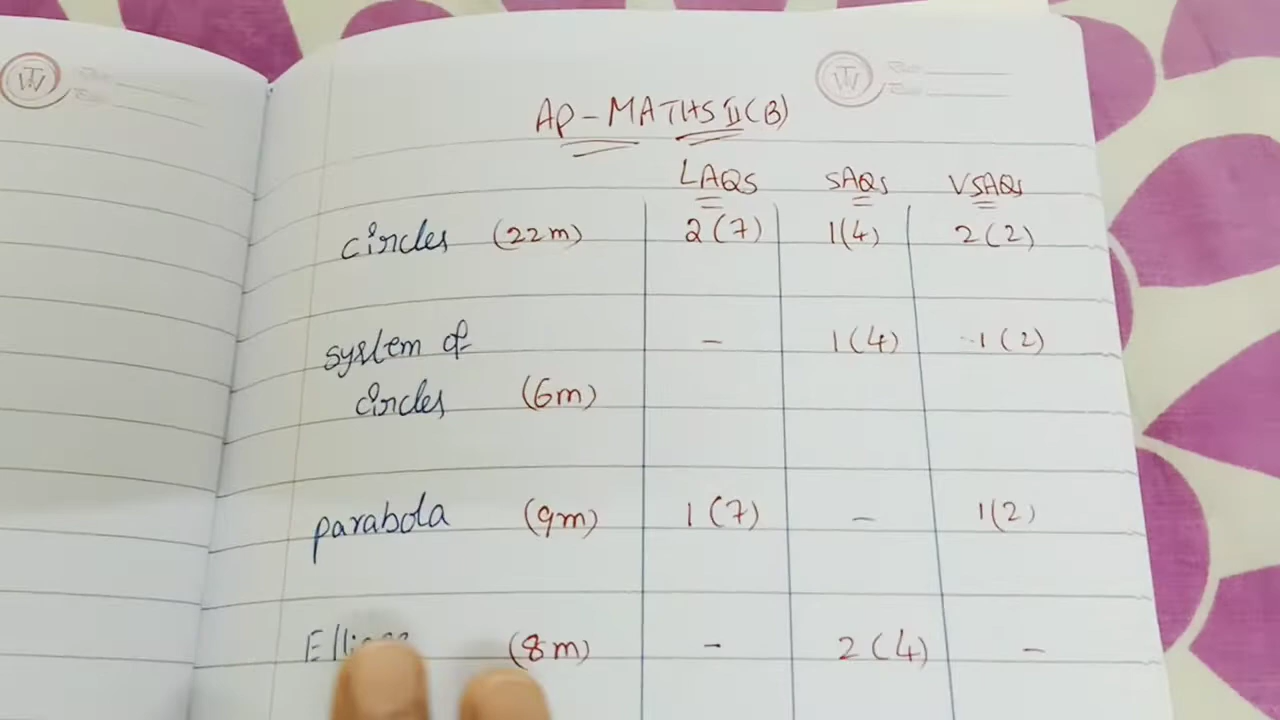 AP - MATHS II (B)
LAQS SAQS VSAQS
circles (22m) 2(7) 1(4) 2(2)
system of - 1(4) 1(2)
circles (6m)
parabola (9m) 1(7) - 1(2)
(8m) - 2(4) -